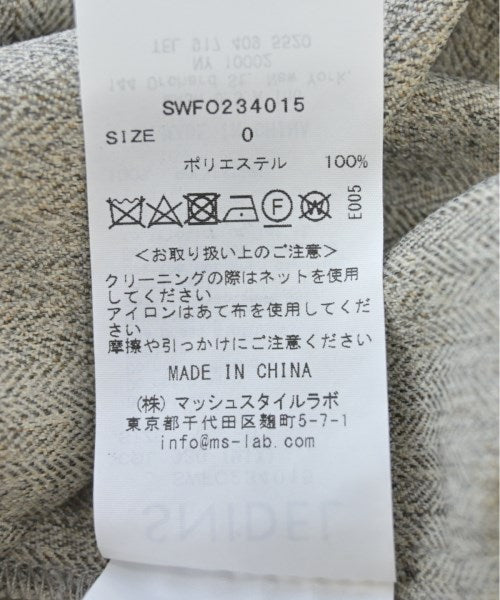 SWFO234015
SIZE 0
ポリエステル 100%
F W E005
<お取り扱い上のご注意>
クリーニングの際はネットを使用
してください
アイロンはあて布を使用してくだ
さい
摩擦や引っかけにご注意ください
MADE IN CHINA
(株) マッシュスタイルラボ
東京都千代田区麹町5-7-1
info@ms-lab.com
SWFO234015
SNIDEL